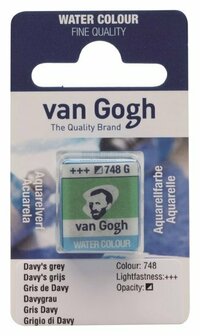 WATER COLOUR
FINE QUALITY
van Gogh
The Quality Brand
Aquarelverf
Acuarela
+++ 748 G
van Gogh
WATER COLOUR
Aquarellfarbe
Aquarelle
Davy's grey
Davy's grijs
Gris de Davy
Davygrau
Gris Davy
Grigio di Davy
Colour: 748
Lightfastness:+++
Opacity: